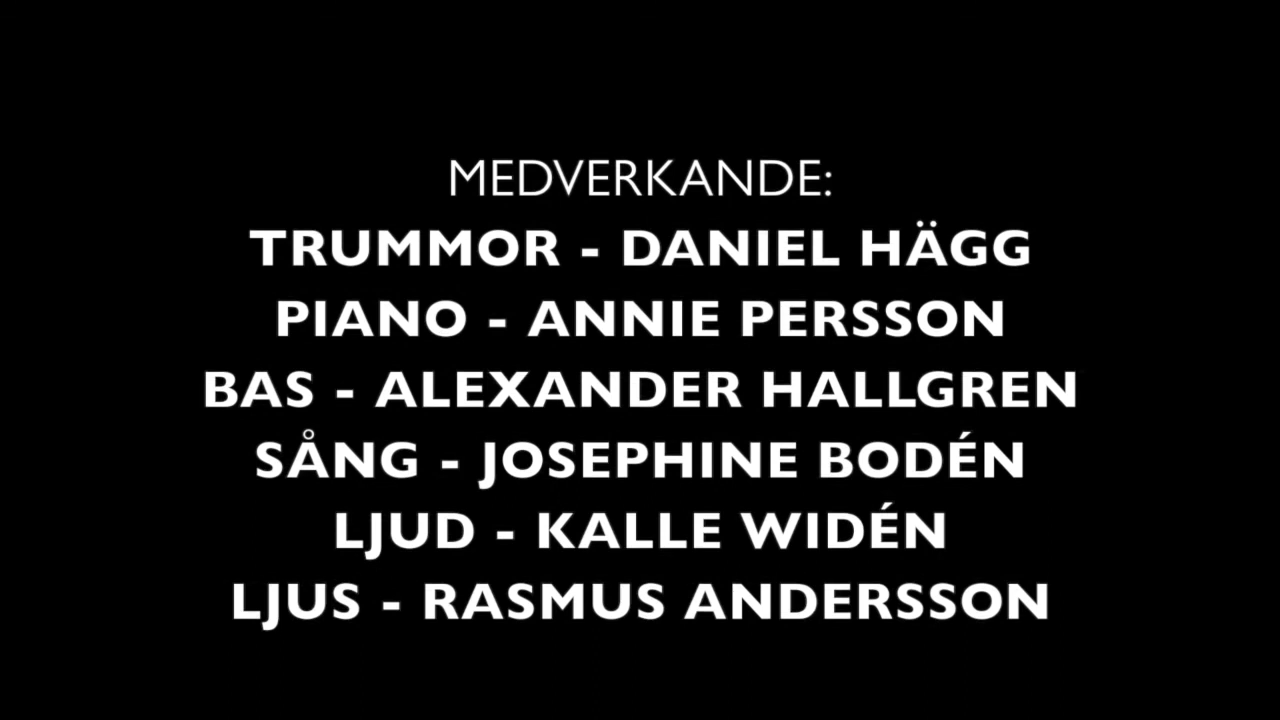 MEDVERKANDE:
TRUMMOR - DANIEL HÄGG
PIANO - ANNIE PERSSON
BAS - ALEXANDER HALLGREN
SÅNG - JOSEPHINE BODÉN
LJUD - KALLE WIDÉN
LJUS - RASMUS ANDERSSON